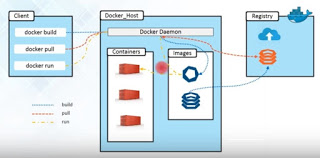 Client
docker build
docker pull
docker run
Docker_Host
Docker Daemon
Containers
Images
Registry
build
pull
run